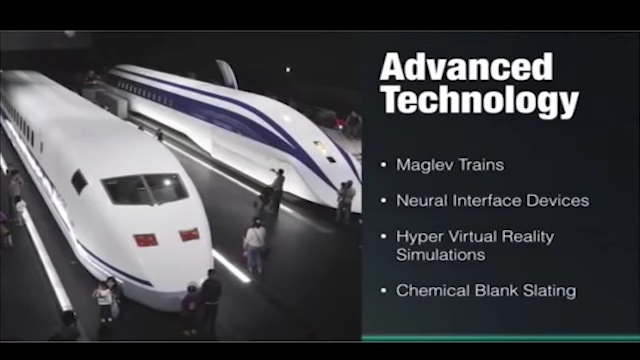 Advanced
Technology
• Maglev Trains
• Neural Interface Devices
• Hyper Virtual Reality
Simulations
• Chemical Blank Slating